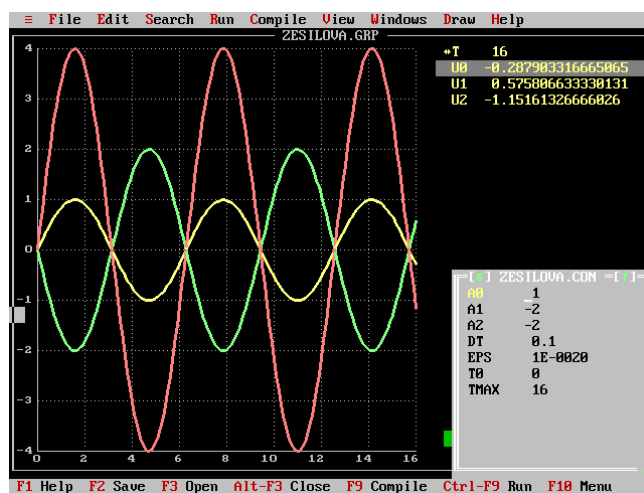 ≡ File Edit Search Run Compile View Windows Draw Help
ZESILOVA.GRP
↔T 16
U0 -0.287903316665065
U1 0.575806633330131
U2 -1.15161326666026
4
3
2
1
0
-1
-2
-3
-4
0 2 4 6 8 10 12 14 16
[■] ZESILOVA.CON [↑]
A0 1
A1 -2
A2 -2
DT 0.1
EPS 1E-0020
T0 0
TMAX 16
F1 Help F2 Save F3 Open Alt-F3 Close F9 Compile Ctrl-F9 Run F10 Menu